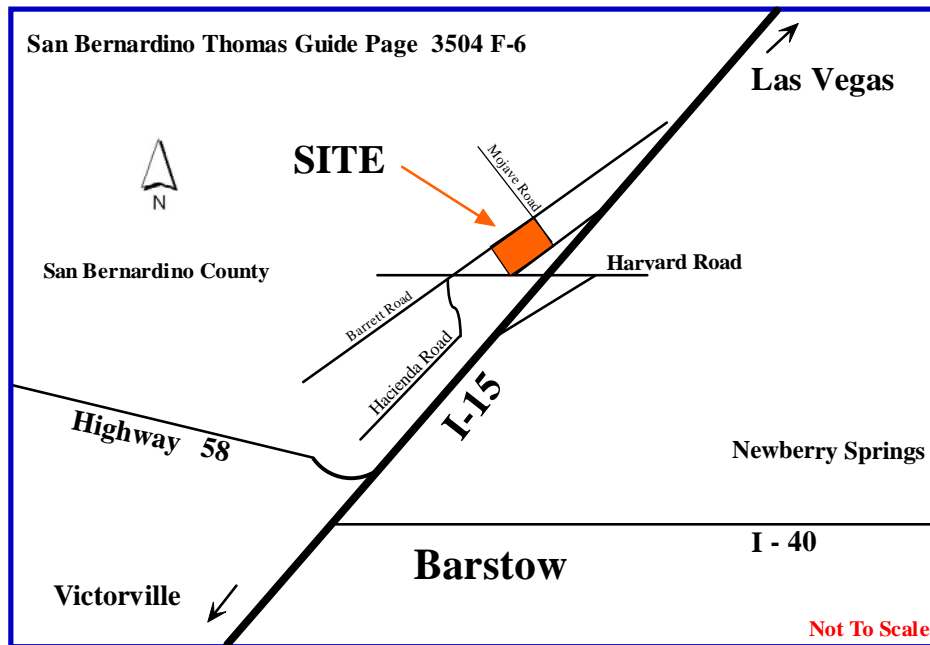 San Bernardino Thomas Guide Page 3504 F-6
Las Vegas
SITE
Mojave Road
N
San Bernardino County
Harvard Road
Barrett Road
Hacienda Road
I-15
Highway 58
Newberry Springs
I - 40
Barstow
Victorville
Not To Scale